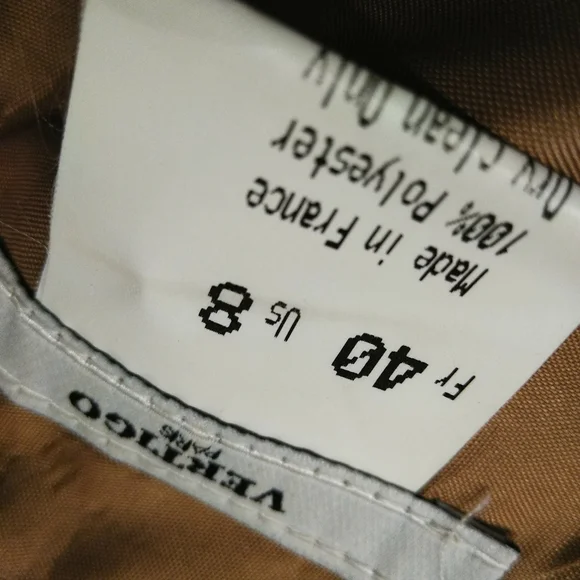 VERTIGO
PARIS
Fr 40 Us 8
Made in France
100% Polyester
Dry Clean Only